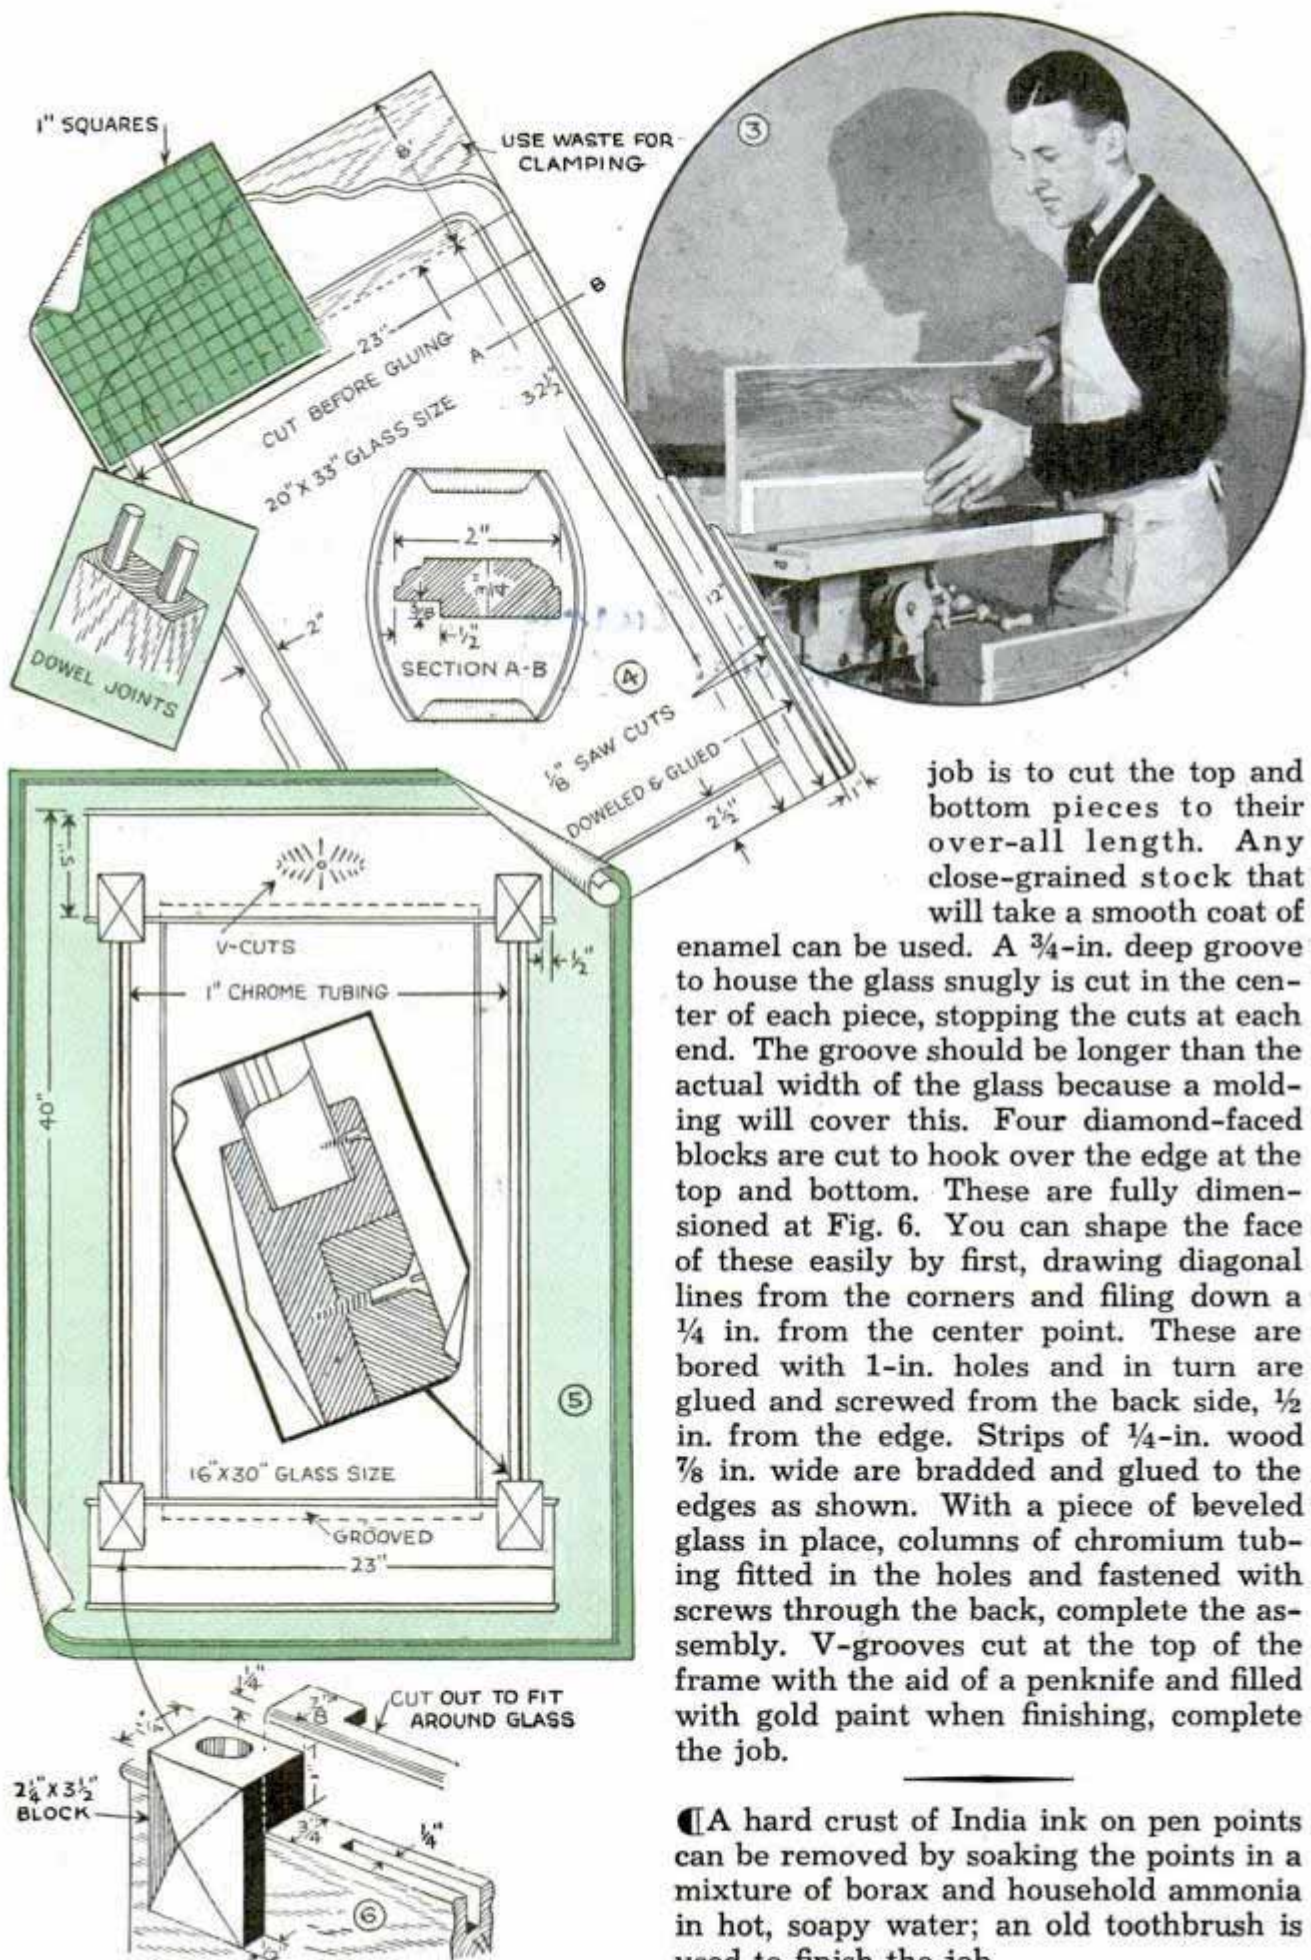 1" SQUARES
USE WASTE FOR
CLAMPING
8"
B
A
23"
CUT BEFORE GLUING
20" X 33" GLASS SIZE
32½"
2"
3/8
½"
SECTION A-B
4
12"
2"
DOWEL JOINTS
⅛" SAW CUTS
DOWELED & GLUED
2½"
1"
3
5"
V-CUTS
½"
1" CHROME TUBING
40"
5
16" X 30" GLASS SIZE
GROOVED
23"
1¼"
1¼"
7/8"
CUT OUT TO FIT
AROUND GLASS
2¼" X 3½"
BLOCK
1"
3/4
¼"
6
job is to cut the top and
bottom pieces to their
over-all length. Any
close-grained stock that
will take a smooth coat of
enamel can be used. A ¾-in. deep groove
to house the glass snugly is cut in the cen-
ter of each piece, stopping the cuts at each
end. The groove should be longer than the
actual width of the glass because a mold-
ing will cover this. Four diamond-faced
blocks are cut to hook over the edge at the
top and bottom. These are fully dimen-
sioned at Fig. 6. You can shape the face
of these easily by first, drawing diagonal
lines from the corners and filing down a
¼ in. from the center point. These are
bored with 1-in. holes and in turn are
glued and screwed from the back side, ½
in. from the edge. Strips of ¼-in. wood
⅞ in. wide are bradded and glued to the
edges as shown. With a piece of beveled
glass in place, columns of chromium tub-
ing fitted in the holes and fastened with
screws through the back, complete the as-
sembly. V-grooves cut at the top of the
frame with the aid of a penknife and filled
with gold paint when finishing, complete
the job.
¶A hard crust of India ink on pen points
can be removed by soaking the points in a
mixture of borax and household ammonia
in hot, soapy water; an old toothbrush is
used to finish the job.